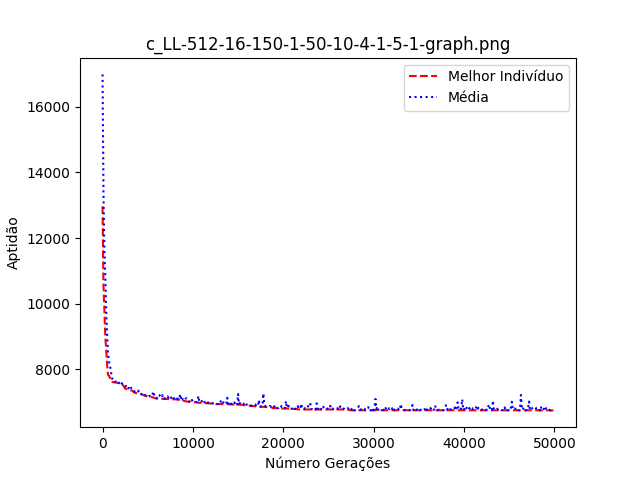 c_LL-512-16-150-1-50-10-4-1-5-1-graph.png
Melhor Indivíduo
Média
16000
14000
12000
10000
8000
Aptidão
0 10000 20000 30000 40000 50000
Número Gerações